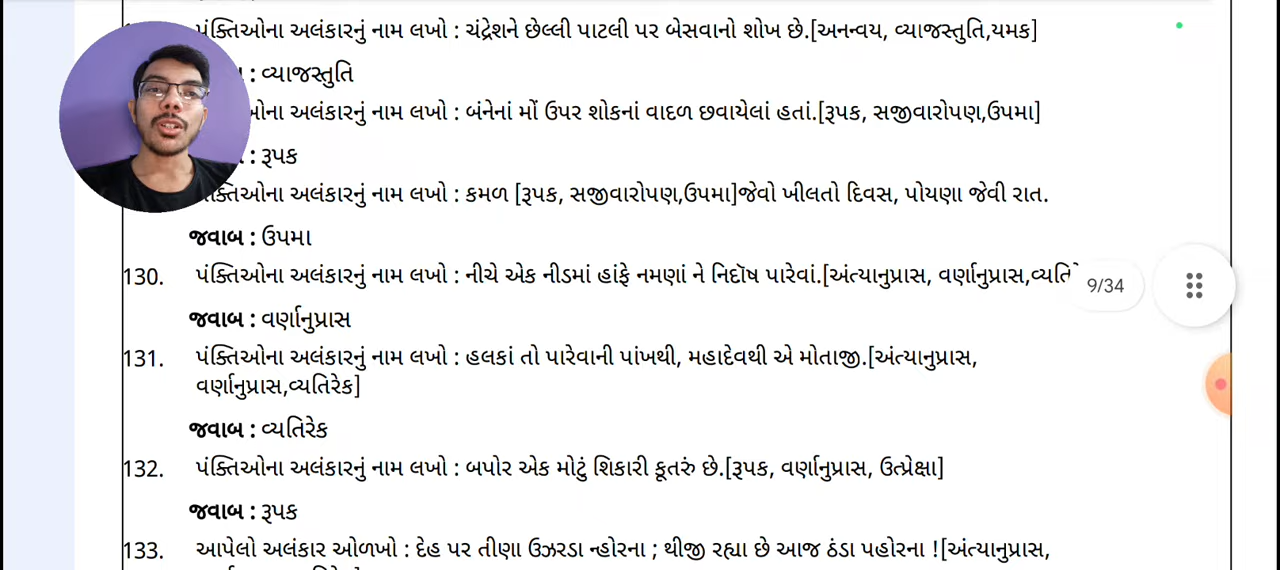 પંક્તિઓના અલંકારનું નામ લખો : ચંદ્રેશને છેલ્લી પાટલી પર બેસવાનો શોખ છે.[અનન્વય, વ્યાજસ્તુતિ,યમક]
: વ્યાજસ્તુતિ
અલંકારનું નામ લખો : બંનેનાં મોં ઉપર શોકનાં વાદળ છવાયેલાં હતાં.[રૂપક, સજીવારોપણ,ઉપમા]
: રૂપક
પંક્તિઓના અલંકારનું નામ લખો : કમળ [રૂપક, સજીવારોપણ,ઉપમા]જેવો ખીલતો દિવસ, પોયણા જેવી રાત.
જવાબ : ઉપમા
130. પંક્તિઓના અલંકારનું નામ લખો : નીચે એક નીડમાં હાંફે નમણાં ને નિદૉષ પારેવાં.[અંત્યાનુપ્રાસ, વર્ણાનુપ્રાસ,
9/34
જવાબ : વર્ણાનુપ્રાસ
131. પંક્તિઓના અલંકારનું નામ લખો : હલકાં તો પારેવાની પાંખથી, મહાદેવથી એ મોતાજી.[અંત્યાનુપ્રાસ,
વર્ણાનુપ્રાસ,વ્યતિરેક]
જવાબ : વ્યતિરેક
132. પંક્તિઓના અલંકારનું નામ લખો : બપોર એક મોટું શિકારી કૂતરું છે.[રૂપક, વર્ણાનુપ્રાસ, ઉત્પ્રેક્ષા]
જવાબ : રૂપક
133. આપેલો અલંકાર ઓળખો : દેહ પર તીણા ઉઝરડા ન્હોરના ; થીજી રહ્યા છે આજ ઠંડા પહોરના ![અંત્યાનુપ્રાસ,